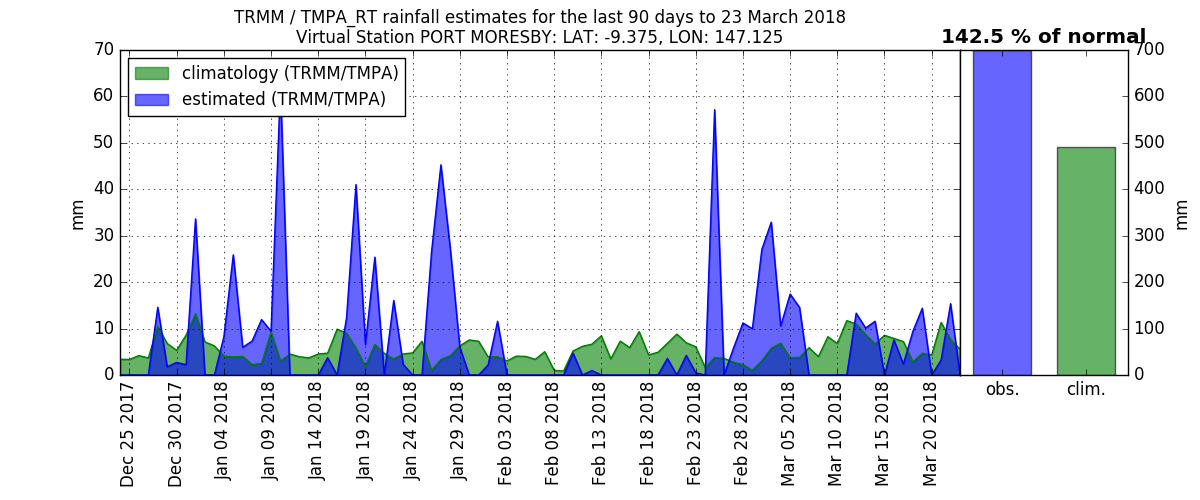 TRMM / TMPA_RT rainfall estimates for the last 90 days to 23 March 2018
Virtual Station PORT MORESBY: LAT: -9.375, LON: 147.125
142.5 % of normal
climatology (TRMM/TMPA)
estimated (TRMM/TMPA)
70
60
50
40
30
20
10
0
mm
700
600
500
400
300
200
100
0
mm
Dec 25 2017
Dec 30 2017
Jan 04 2018
Jan 09 2018
Jan 14 2018
Jan 19 2018
Jan 24 2018
Jan 29 2018
Feb 03 2018
Feb 08 2018
Feb 13 2018
Feb 18 2018
Feb 23 2018
Feb 28 2018
Mar 05 2018
Mar 10 2018
Mar 15 2018
Mar 20 2018
obs.
clim.